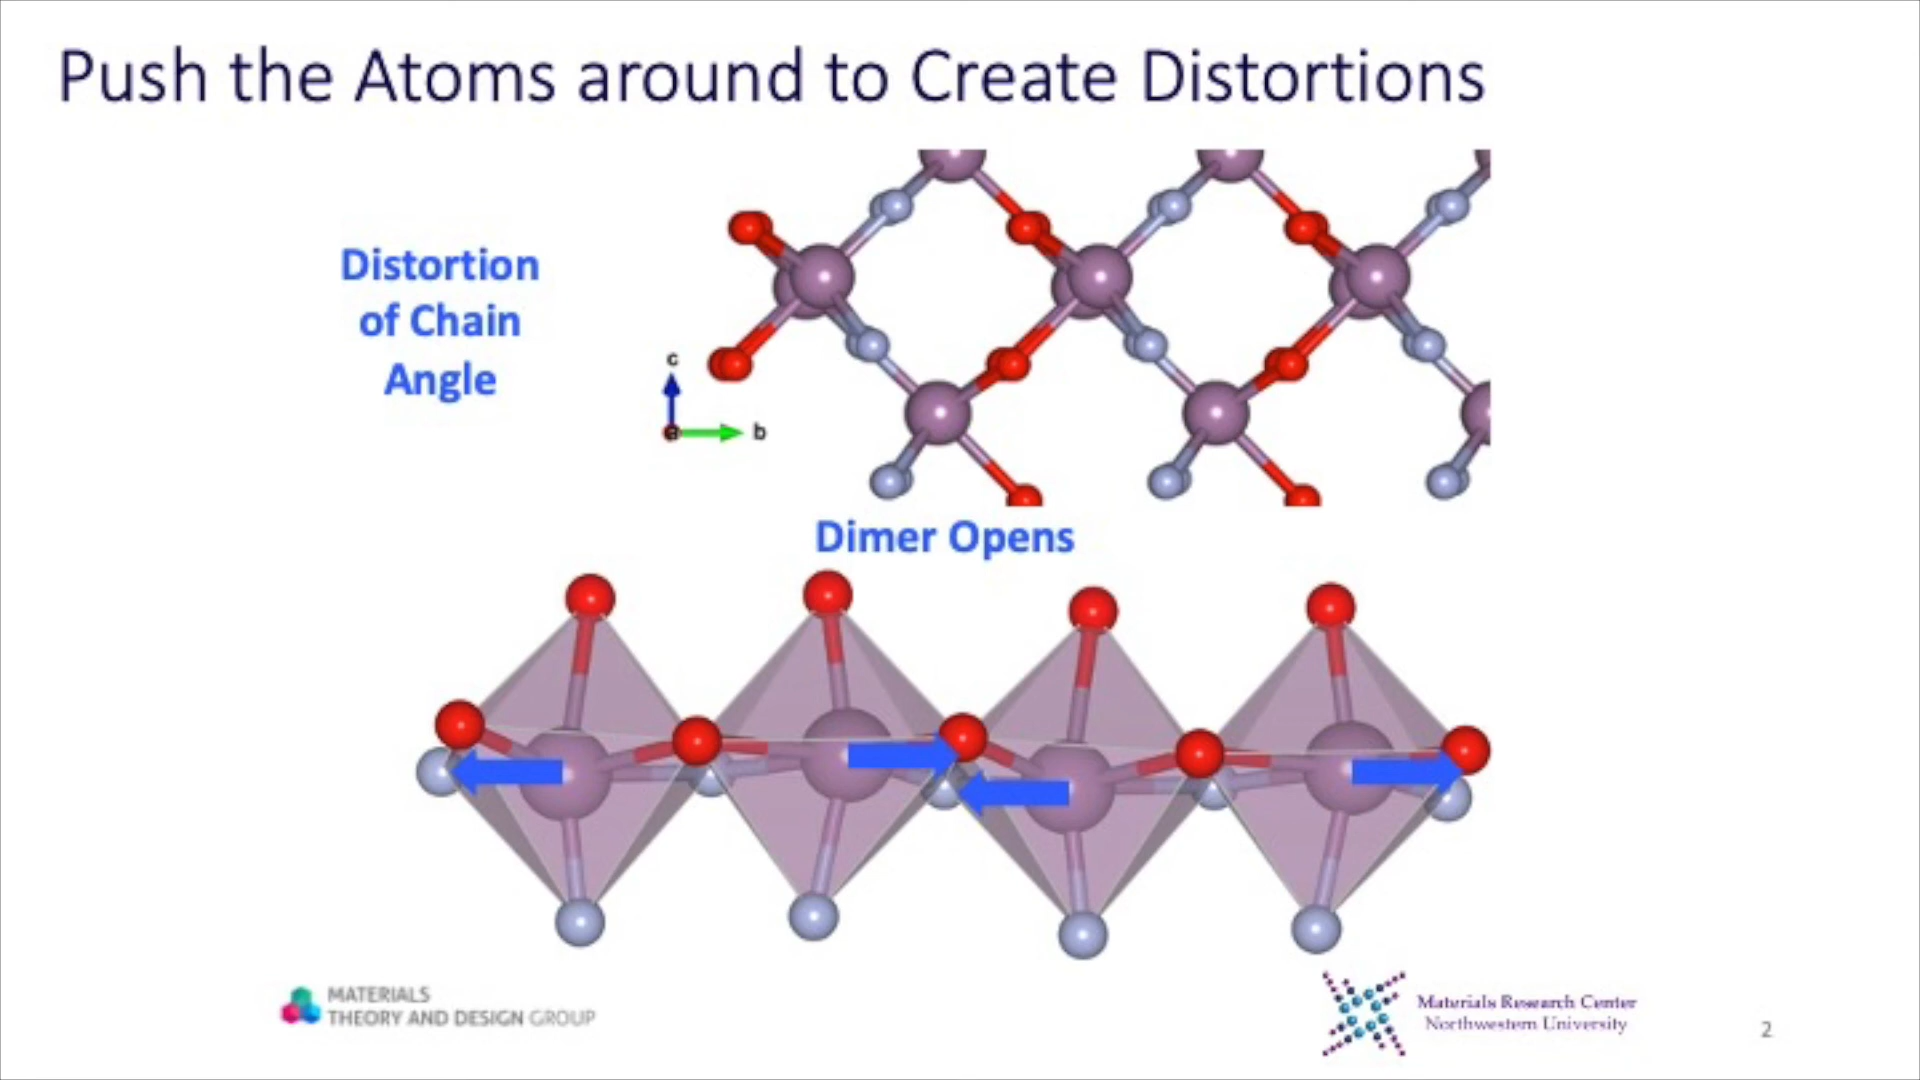 Push the Atoms around to Create Distortions
Distortion
of Chain
Angle
c
a
b
Dimer Opens
MATERIALS
THEORY AND DESIGN GROUP
Materials Research Center
Northwestern University
2